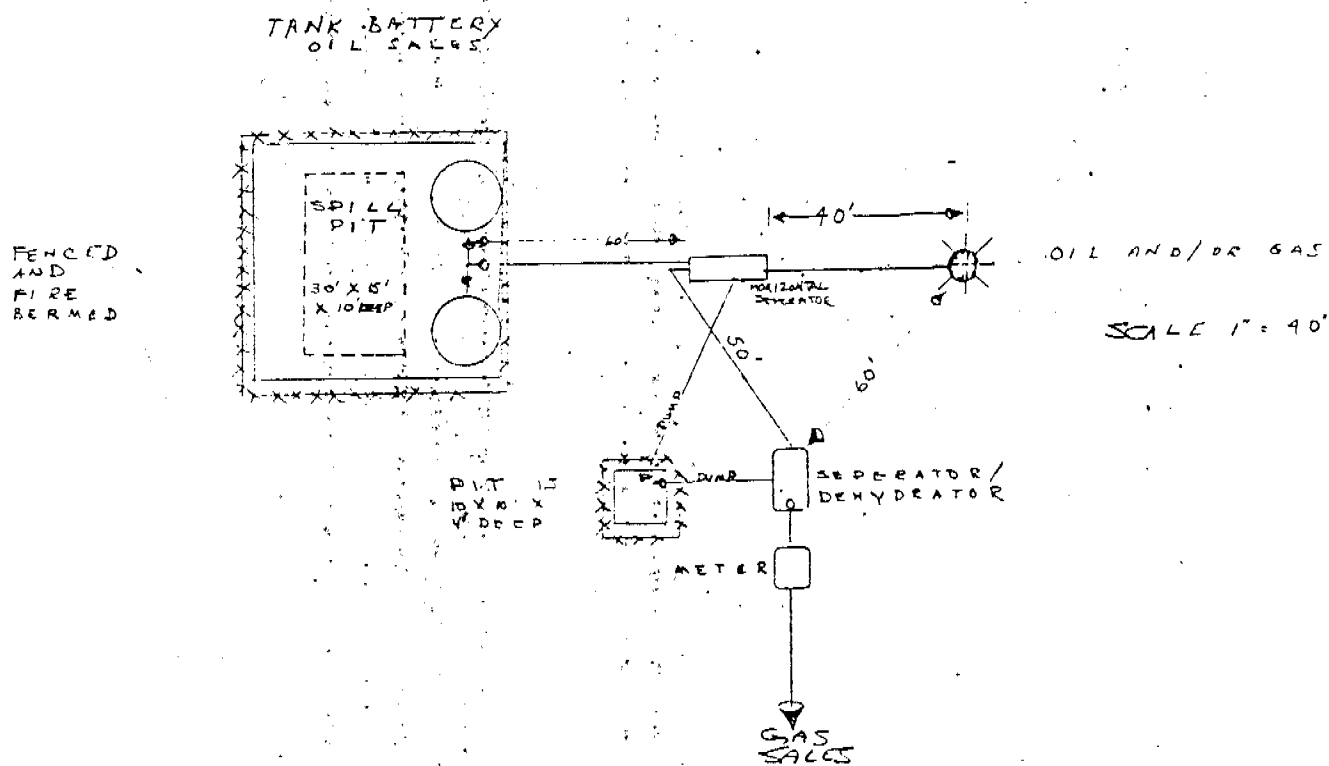 TANK BATTERY
OIL SALES
SPILL
PIT
30' X 15'
X 10' DEEP
FENCED
AND
FIRE
BERMED
60'
40'
HORIZONTAL
SEPERATOR
OIL AND/OR GAS
SCALE 1" = 40'
50'
60'
DUMP
PIT
10 X 10 X
4' DEEP
DUMP
SEPERATOR/
DEHYDRATOR
METER
GAS
SALES